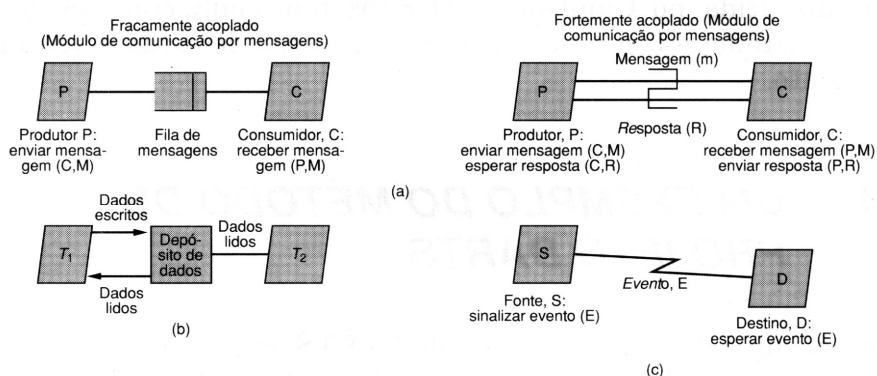 Fracamente acoplado
(Módulo de comunicação por mensagens)
P
C
Produtor P:
enviar mensa-
gem (C,M)
Fila de
mensagens
Consumidor, C:
receber mensa-
gem (P,M)
Fortemente acoplado (Módulo de
comunicação por mensagens)
Mensagem (m)
P
C
Resposta (R)
Produtor, P:
enviar mensagem (C,M)
esperar resposta (C,R)
Consumidor, C:
receber mensagem (P,M)
enviar resposta (P,R)
(a)
Dados
escritos
T1
Depó-
sito de
dados
Dados
lidos
T2
Dados
lidos
(b)
S
Evento, E
D
Fonte, S:
sinalizar evento (E)
Destino, D:
esperar evento (E)
(c)